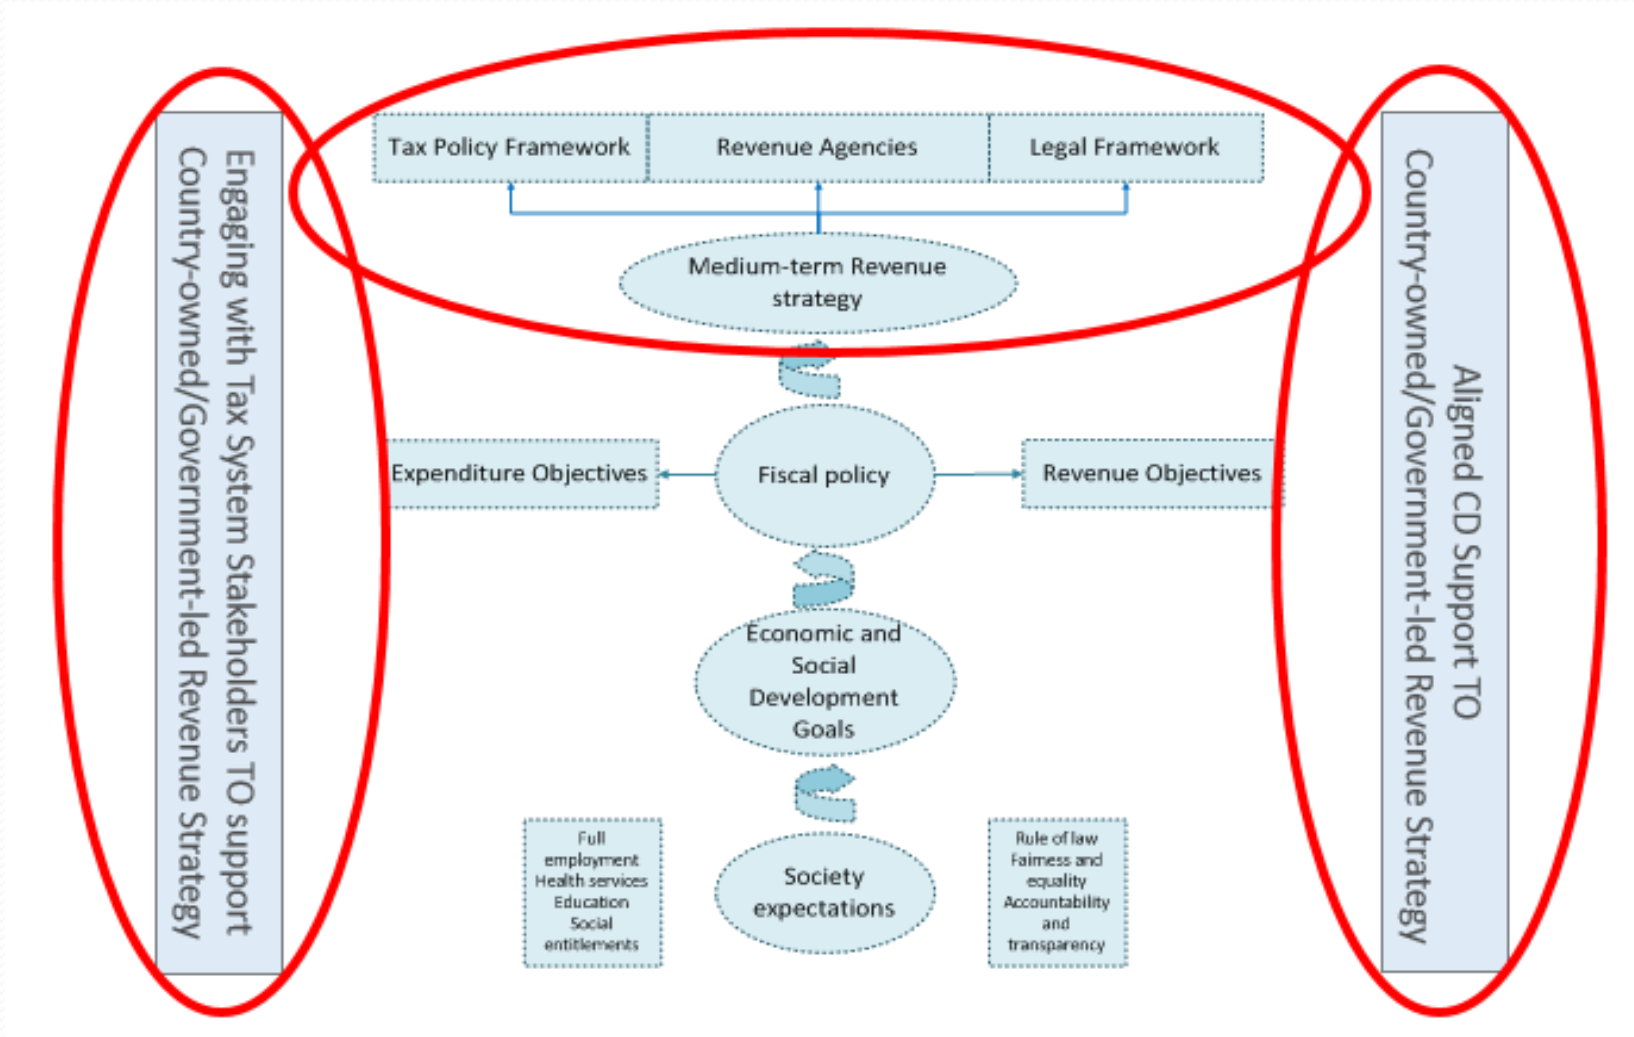 Engaging with Tax System Stakeholders TO support
Country-owned/Government-led Revenue Strategy
Tax Policy Framework
Revenue Agencies
Legal Framework
Medium-term Revenue
strategy
Expenditure Objectives
Fiscal policy
Revenue Objectives
Economic and
Social
Development
Goals
Full
employment
Health services
Education
Social
entitlements
Society
expectations
Rule of law
Fairness and
equality
Accountability
and
transparency
Aligned CD Support TO
Country-owned/Government-led Revenue Strategy